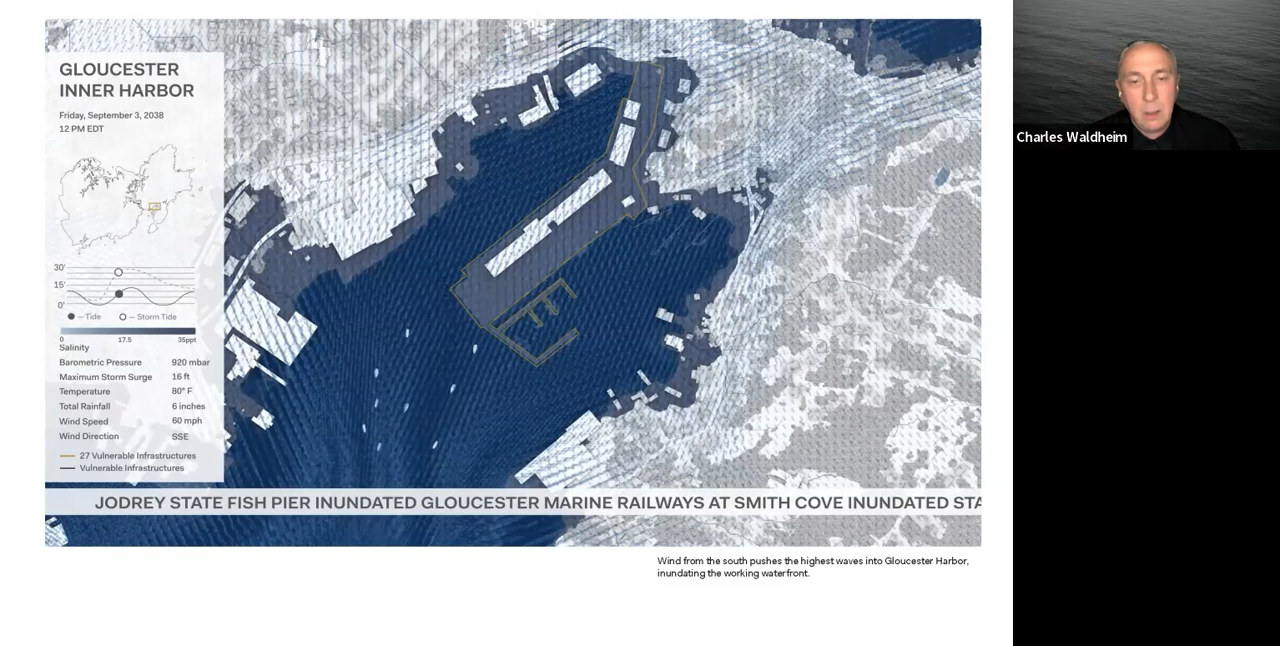 GLOUCESTER
INNER HARBOR
Friday, September 3, 2038
12 PM EDT
30'
15'
0'
– Tide
– Storm Tide
0 17.5 35ppt
Salinity
Barometric Pressure 920 mbar
Maximum Storm Surge 16 ft
Temperature 80° F
Total Rainfall 6 inches
Wind Speed 60 mph
Wind Direction SSE
27 Vulnerable Infrastructures
Vulnerable Infrastructures
JODREY STATE FISH PIER INUNDATED GLOUCESTER MARINE RAILWAYS AT SMITH COVE INUNDATED STA
Wind from the south pushes the highest waves into Gloucester Harbor,
inundating the working waterfront.
Charles Waldheim